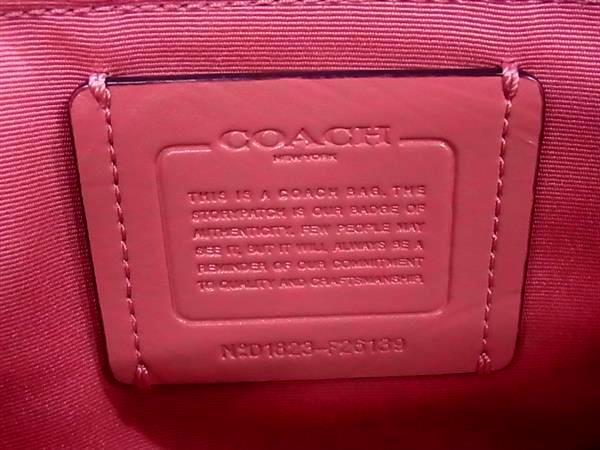 COACH
NEW YORK
THIS IS A COACH BAG. THE
STORYPATCH IS OUR BADGE OF
AUTHENTICITY. FEW PEOPLE MAY
SEE IT, BUT IT WILL ALWAYS BE A
REMINDER OF OUR COMMITMENT
TO QUALITY AND CRAFTSMANSHIP.
Nº D1823-F26139